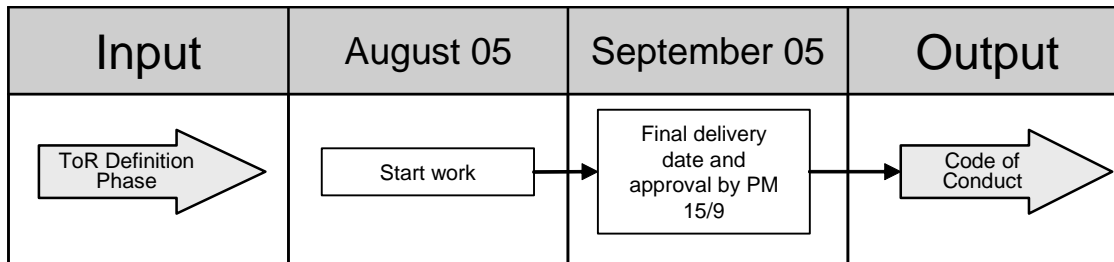 Input
August 05
September 05
Output
ToR Definition
Phase
Start work
Final delivery
date and
approval by PM
15/9
Code of
Conduct